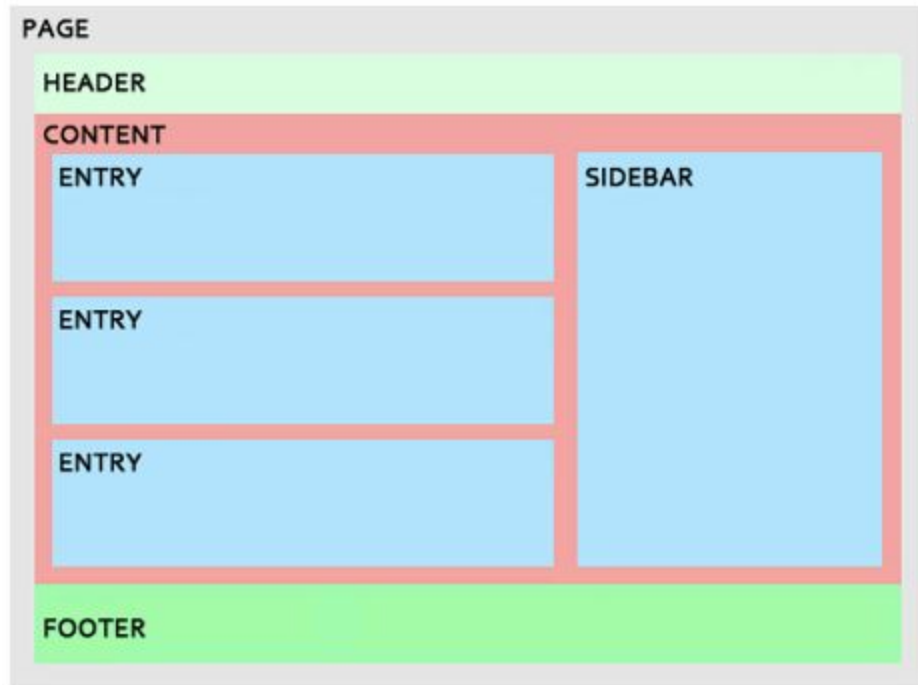 PAGE
HEADER
CONTENT
ENTRY
SIDEBAR
ENTRY
ENTRY
FOOTER